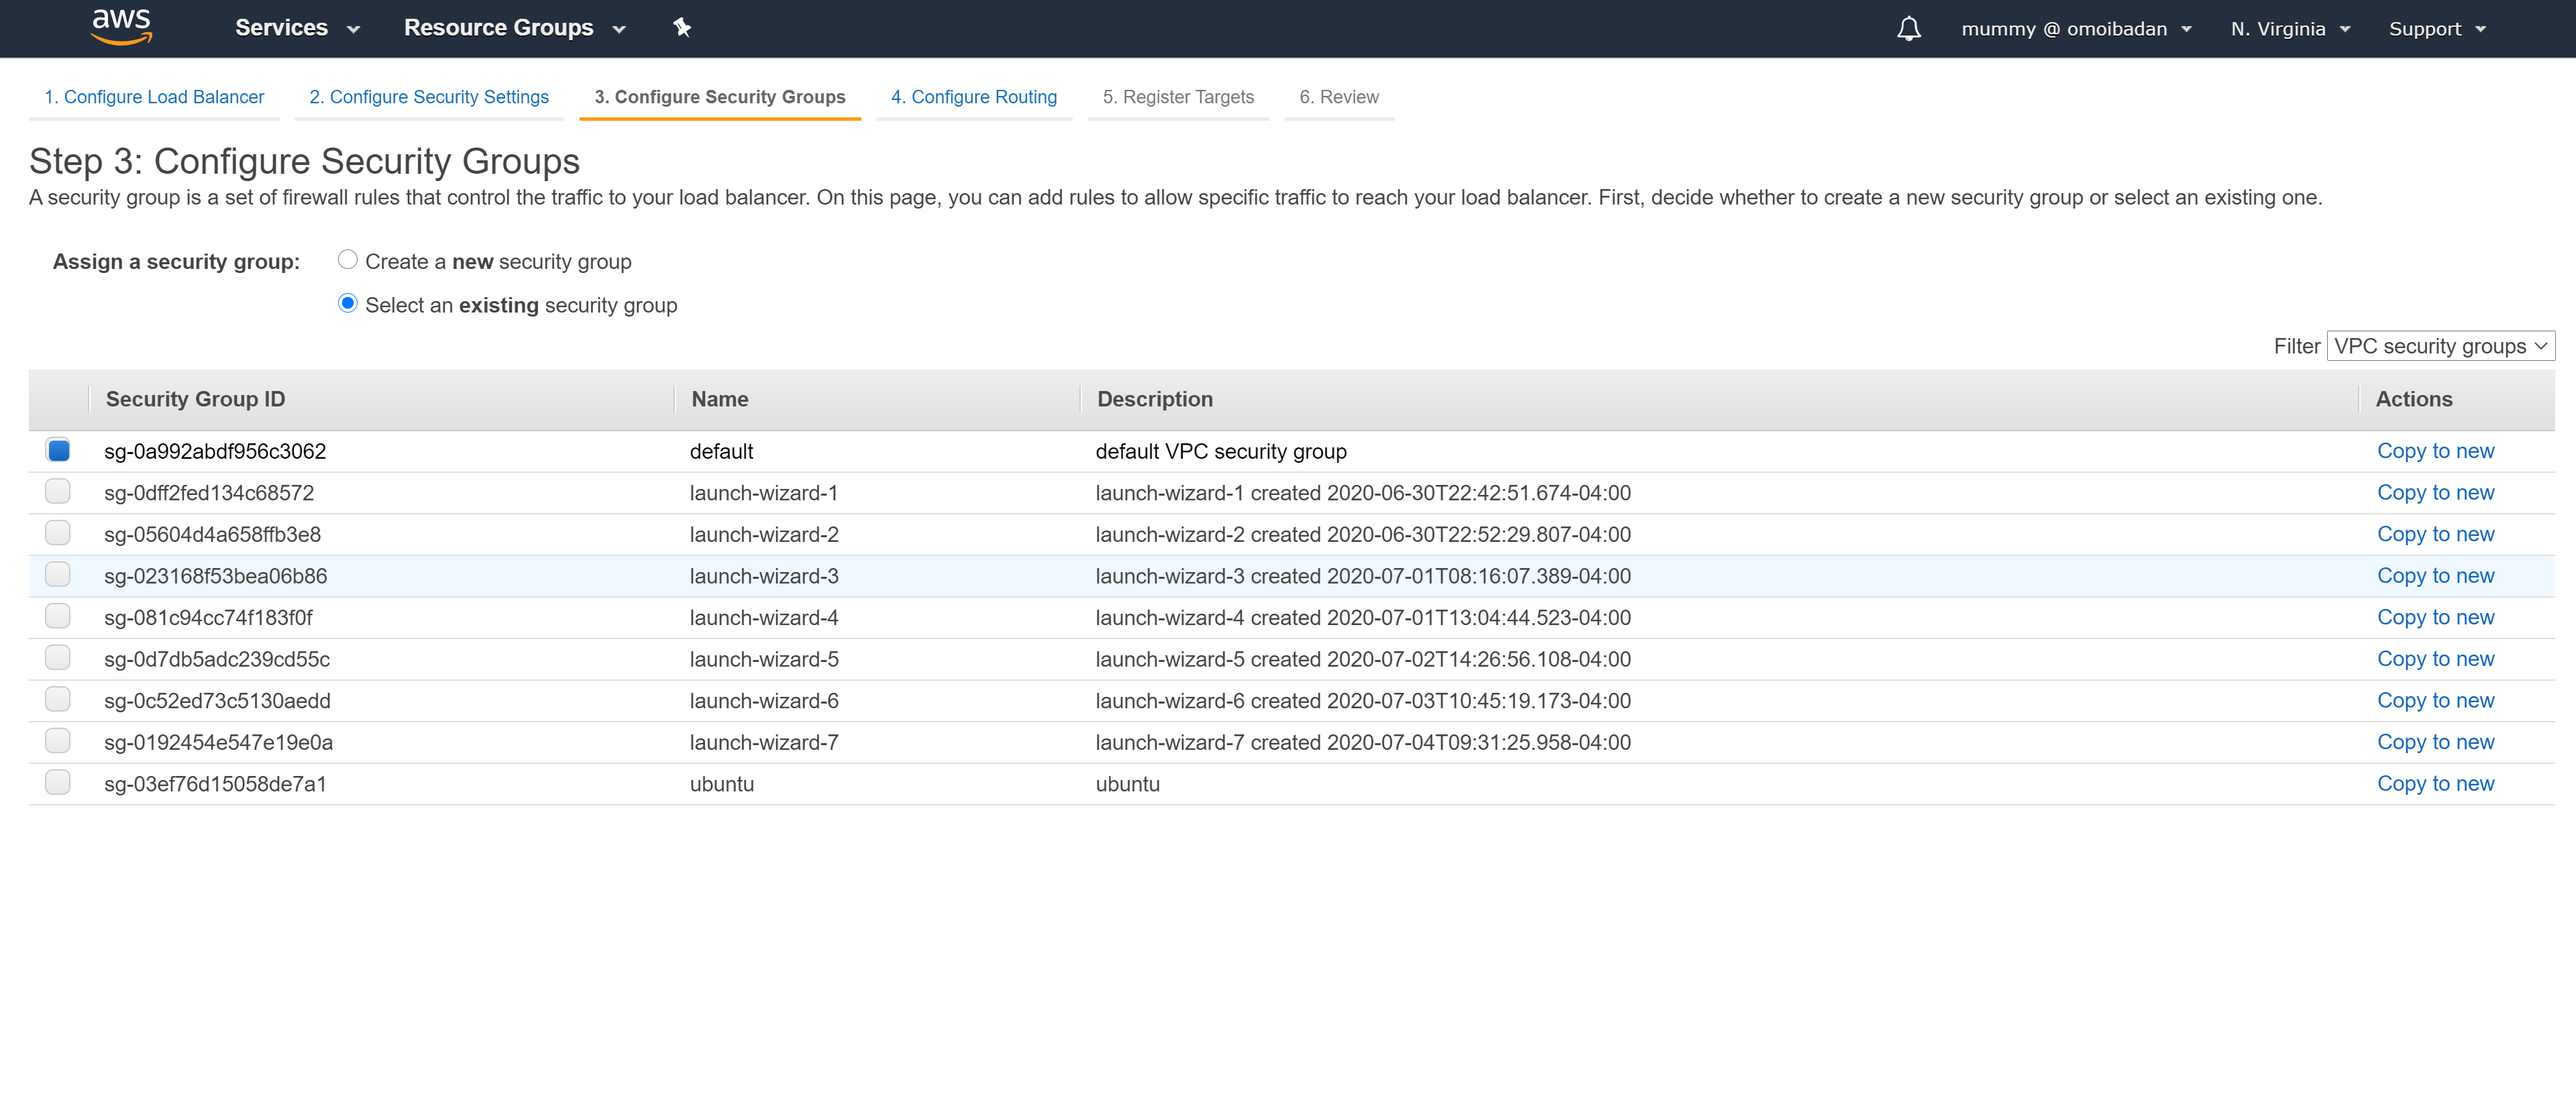 aws Services Resource Groups mummy @ omoibadan N. Virginia Support
1. Configure Load Balancer 2. Configure Security Settings 3. Configure Security Groups 4. Configure Routing 5. Register Targets 6. Review
Step 3: Configure Security Groups
A security group is a set of firewall rules that control the traffic to your load balancer. On this page, you can add rules to allow specific traffic to reach your load balancer. First, decide whether to create a new security group or select an existing one.
Assign a security group: Create a new security group
Select an existing security group
Filter VPC security groups
Security Group ID Name Description Actions
sg-0a992abdf956c3062 default default VPC security group Copy to new
sg-0dff2fed134c68572 launch-wizard-1 launch-wizard-1 created 2020-06-30T22:42:51.674-04:00 Copy to new
sg-05604d4a658ffb3e8 launch-wizard-2 launch-wizard-2 created 2020-06-30T22:52:29.807-04:00 Copy to new
sg-023168f53bea06b86 launch-wizard-3 launch-wizard-3 created 2020-07-01T08:16:07.389-04:00 Copy to new
sg-081c94cc74f183f0f launch-wizard-4 launch-wizard-4 created 2020-07-01T13:04:44.523-04:00 Copy to new
sg-0d7db5adc239cd55c launch-wizard-5 launch-wizard-5 created 2020-07-02T14:26:56.108-04:00 Copy to new
sg-0c52ed73c5130aedd launch-wizard-6 launch-wizard-6 created 2020-07-03T10:45:19.173-04:00 Copy to new
sg-0192454e547e19e0a launch-wizard-7 launch-wizard-7 created 2020-07-04T09:31:25.958-04:00 Copy to new
sg-03ef76d15058de7a1 ubuntu ubuntu Copy to new